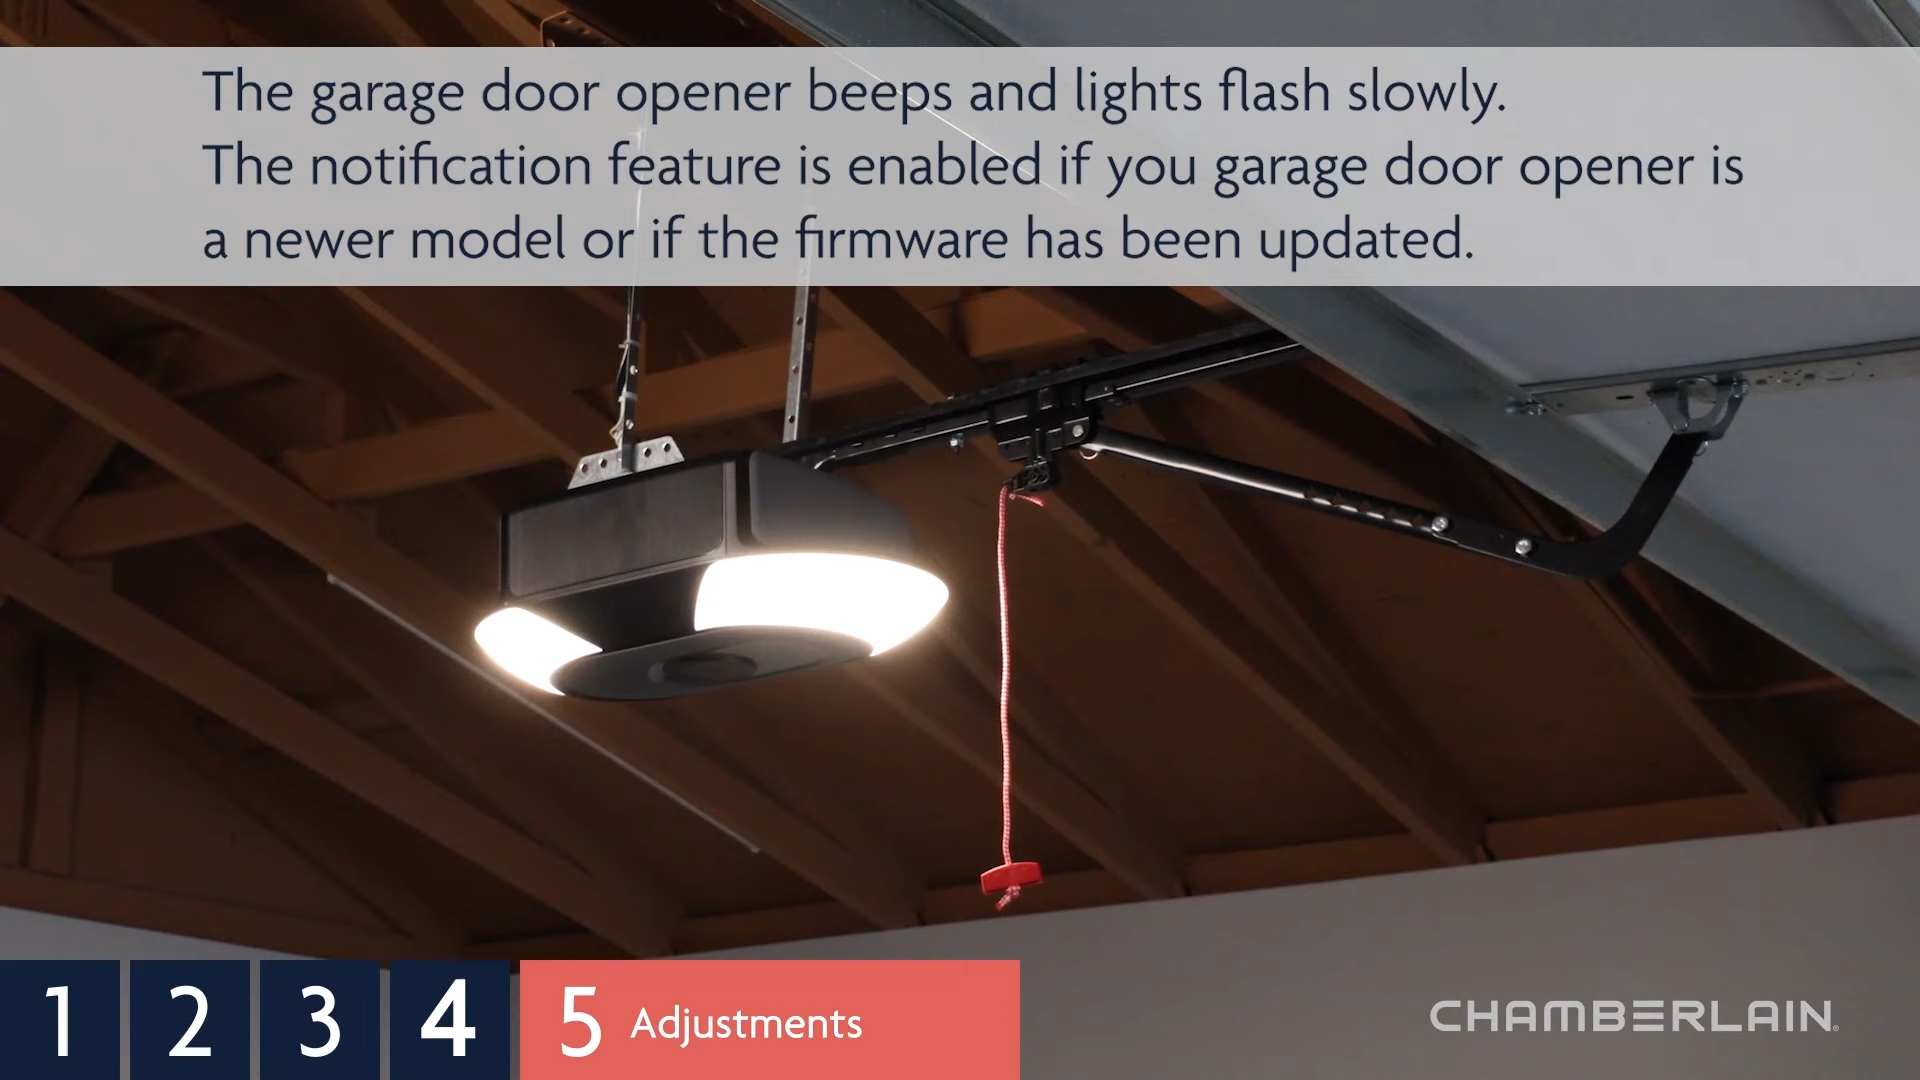 The garage door opener beeps and lights flash slowly.
The notification feature is enabled if you garage door opener is
a newer model or if the firmware has been updated.
1 2 3 4 5 Adjustments
CHAMBERLAIN